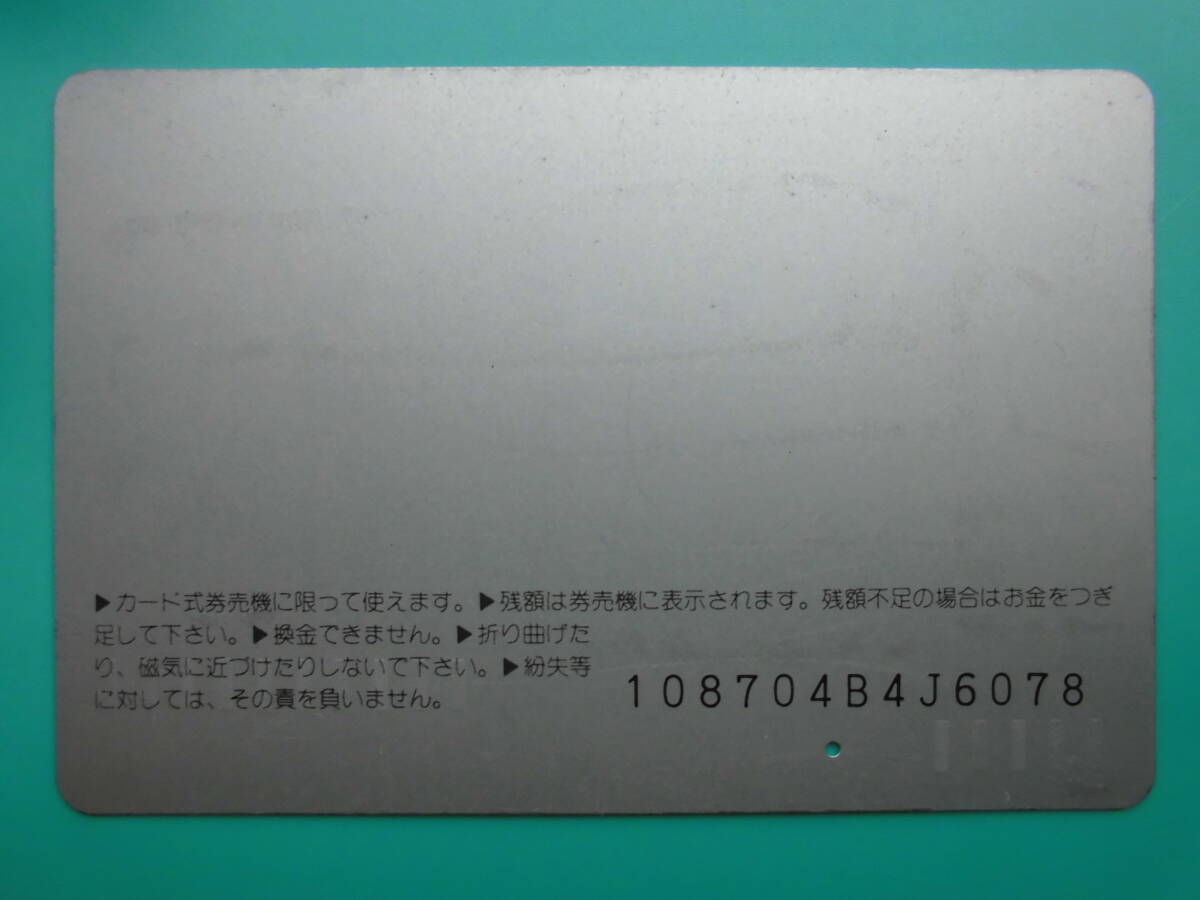 ▶カード式券売機に限って使えます。▶残額は券売機に表示されます。残額不足の場合はお金をつぎ
足して下さい。▶換金できません。▶折り曲げた
り、磁気に近づけたりしないで下さい。▶紛失等
に対しては、その責を負いません。
108704B4J6078